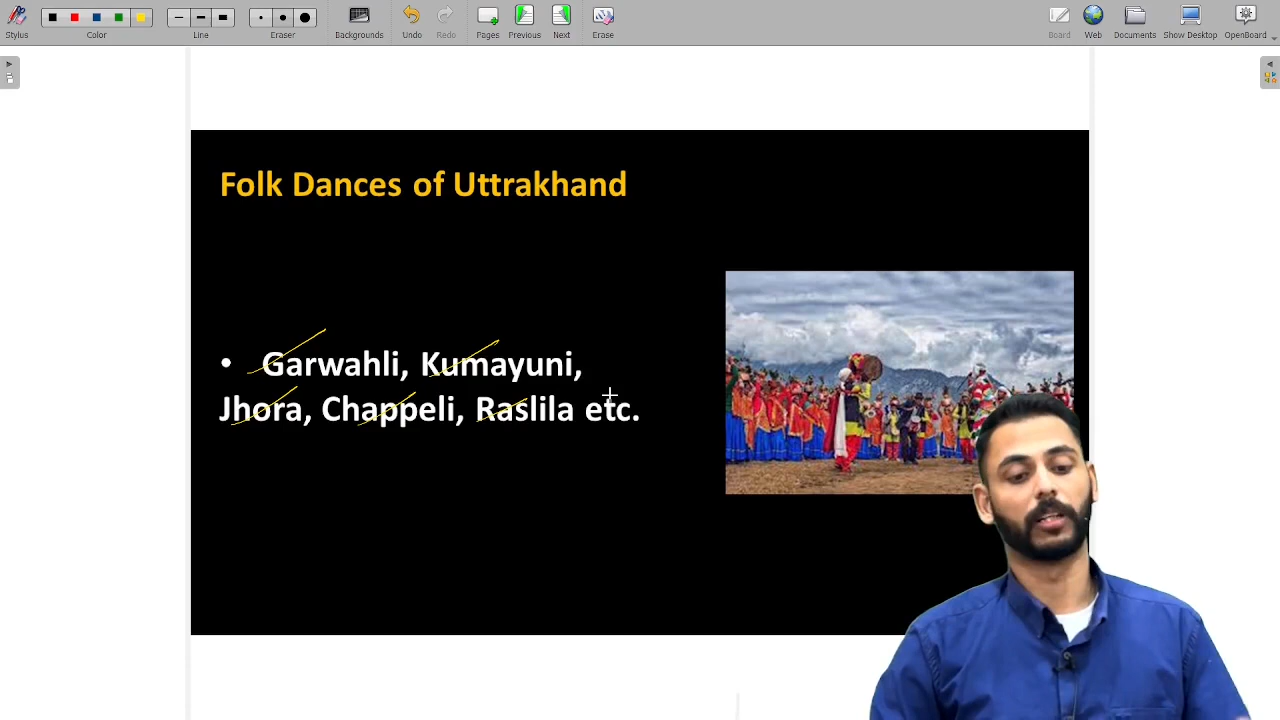 Stylus
Color
Line
Eraser
Backgrounds
Undo
Redo
Pages
Previous
Next
Erase
Board
Web
Documents
Show Desktop
OpenBoard
Folk Dances of Uttrakhand
• Garwahli, Kumayuni,
Jhora, Chappeli, Raslila etc.